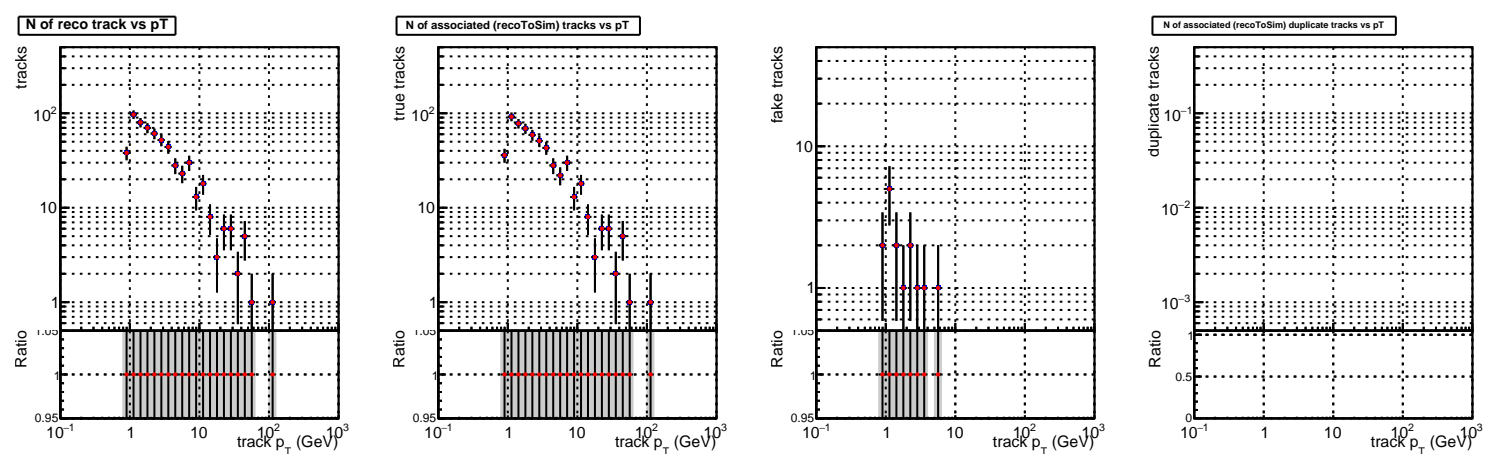 N of reco track vs pT
tracks
10²
10
1
Ratio
1.05
1
0.95
10⁻¹ 1 10 10² 10³
track p_T (GeV)
N of associated (recoToSim) tracks vs pT
true tracks
10²
10
1
Ratio
1.05
1
0.95
10⁻¹ 1 10 10² 10³
track p_T (GeV)
fake tracks
10
1
Ratio
1.05
1
0.95
10⁻¹ 1 10 10² 10³
track p_T (GeV)
N of associated (recoToSim) duplicate tracks vs pT
duplicate tracks
10⁻¹
10⁻²
10⁻³
Ratio
1
0.5
0
10⁻¹ 1 10 10² 10³
track p_T (GeV)